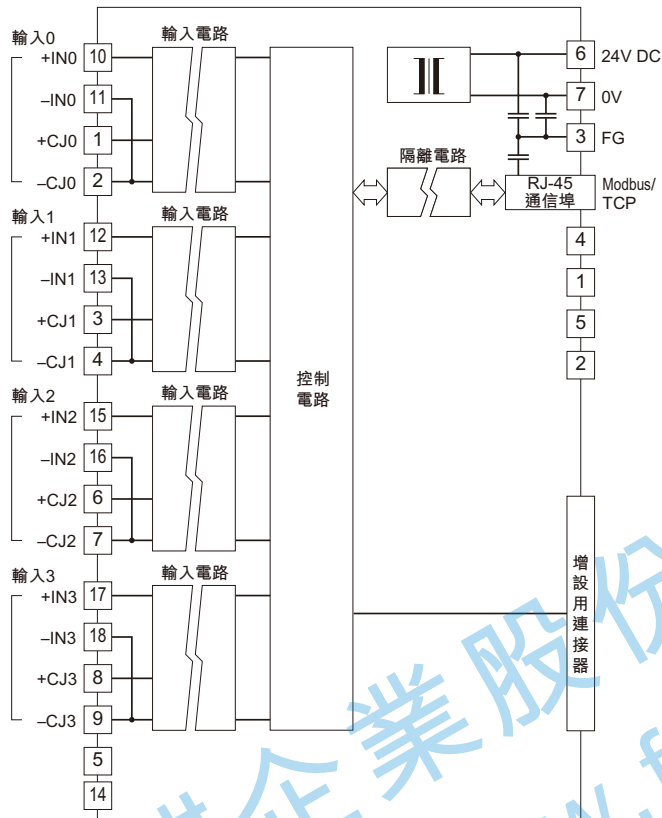 輸入0
+IN0 10
–IN0 11
+CJ0 1
–CJ0 2
輸入電路
輸入1
+IN1 12
–IN1 13
+CJ1 3
–CJ1 4
輸入電路
輸入2
+IN2 15
–IN2 16
+CJ2 6
–CJ2 7
輸入電路
輸入3
+IN3 17
–IN3 18
+CJ3 8
–CJ3 9
輸入電路
5
14
控制
電路
隔離電路
6 24V DC
7 0V
3 FG
RJ-45
通信埠
Modbus/
TCP
4
1
5
2
增設用連接器
企業股份
www.f